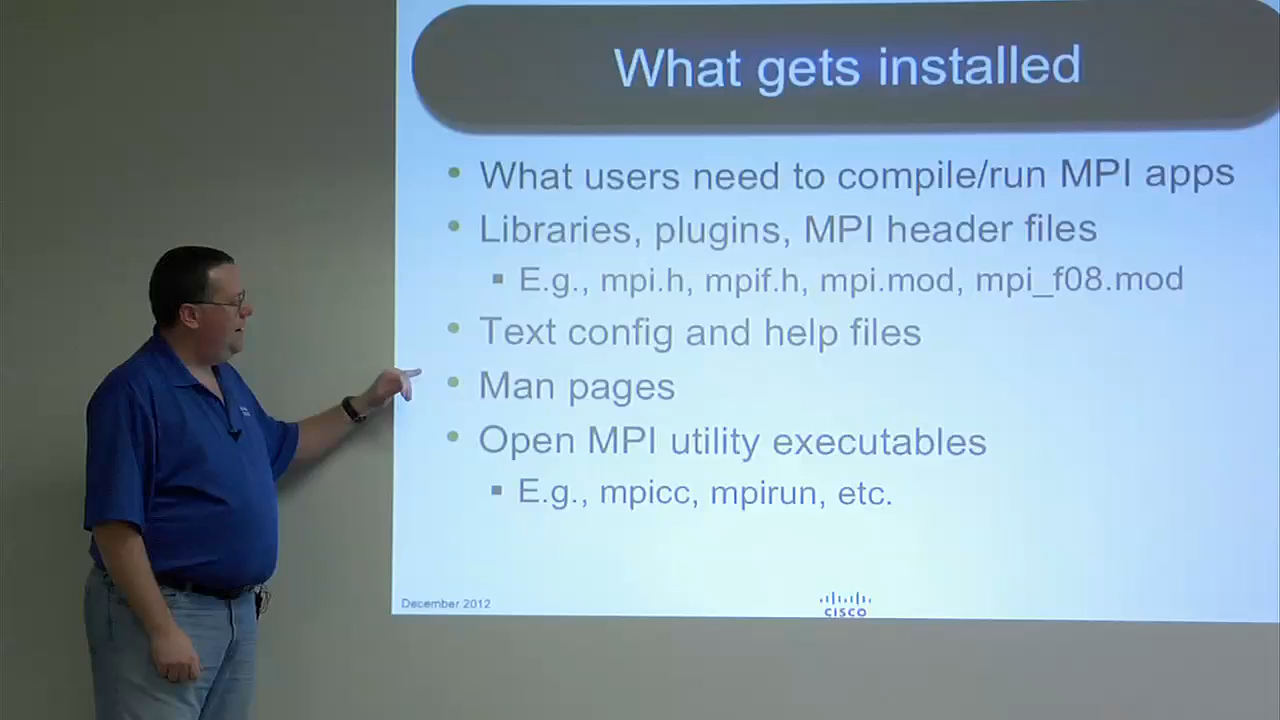 What gets installed
• What users need to compile/run MPI apps
• Libraries, plugins, MPI header files
▪ E.g., mpi.h, mpif.h, mpi.mod, mpi_f08.mod
• Text config and help files
• Man pages
• Open MPI utility executables
▪ E.g., mpicc, mpirun, etc.
December 2012
CISCO